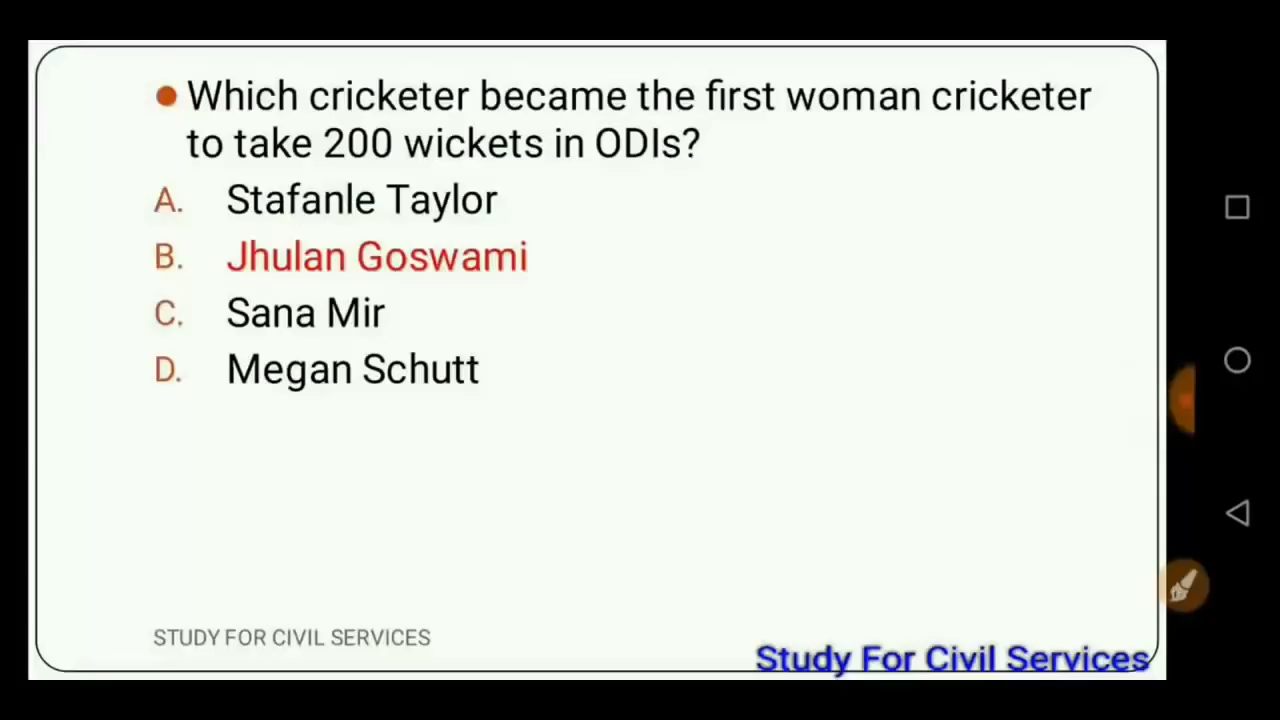 Which cricketer became the first woman cricketer
to take 200 wickets in ODIs?
A. Stafanle Taylor
B. Jhulan Goswami
C. Sana Mir
D. Megan Schutt
STUDY FOR CIVIL SERVICES
Study For Civil Services